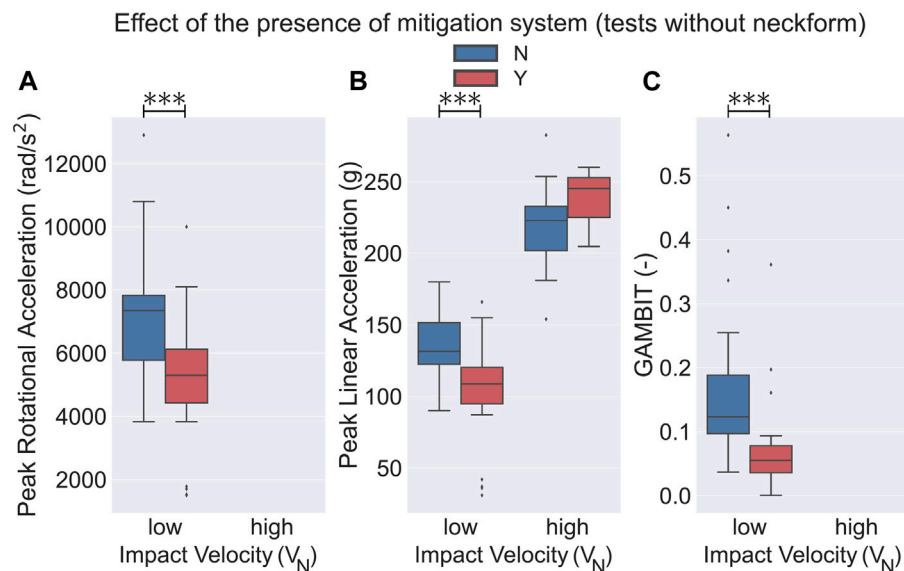 Effect of the presence of mitigation system (tests without neckform)
N
Y
A
B
C
***
***
***
Peak Rotational Acceleration (rad/s²)
12000
10000
8000
6000
4000
2000
low
high
Impact Velocity (V_N)
Peak Linear Acceleration (g)
250
200
150
100
50
low
high
Impact Velocity (V_N)
GAMBIT (-)
0.5
0.4
0.3
0.2
0.1
0.0
low
high
Impact Velocity (V_N)